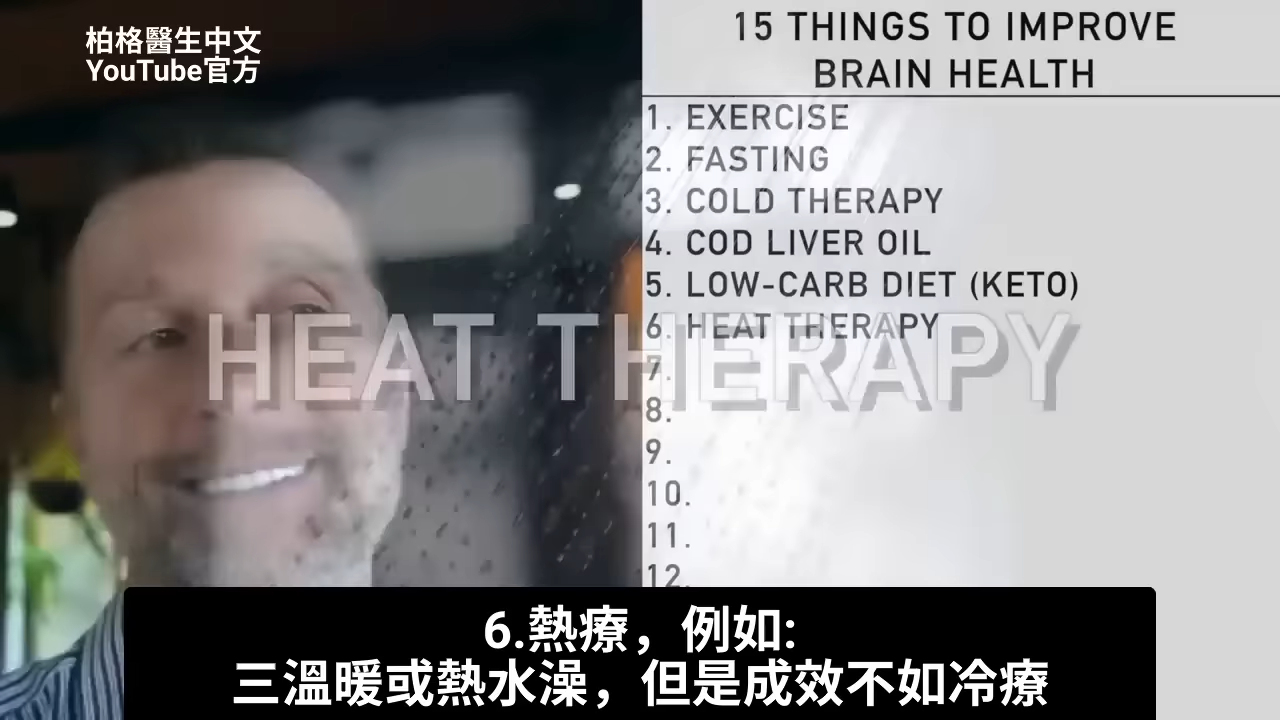 柏格醫生中文
YouTube官方
15 THINGS TO IMPROVE
BRAIN HEALTH
1. EXERCISE
2. FASTING
3. COLD THERAPY
4. COD LIVER OIL
5. LOW-CARB DIET (KETO)
6. HEAT THERAPY
HEAT THERAPY
7.
8.
9.
10.
11.
12.
6.熱療，例如:
三溫暖或熱水澡，但是成效不如冷療